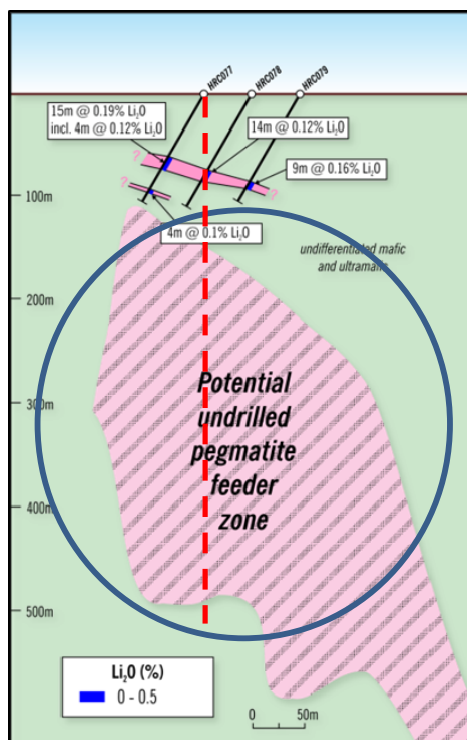 HRC077
HRC078
HRC079
15m @ 0.19% Li₂O
incl. 4m @ 0.12% Li₂O
14m @ 0.12% Li₂O
9m @ 0.16% Li₂O
?
?
?
100m
4m @ 0.1% Li₂O
undifferentiated mafic
and ultramafic
200m
Potential
300m
undrilled
pegmatite
feeder
400m
zone
500m
Li₂O (%)
0 - 0.5
0 50m